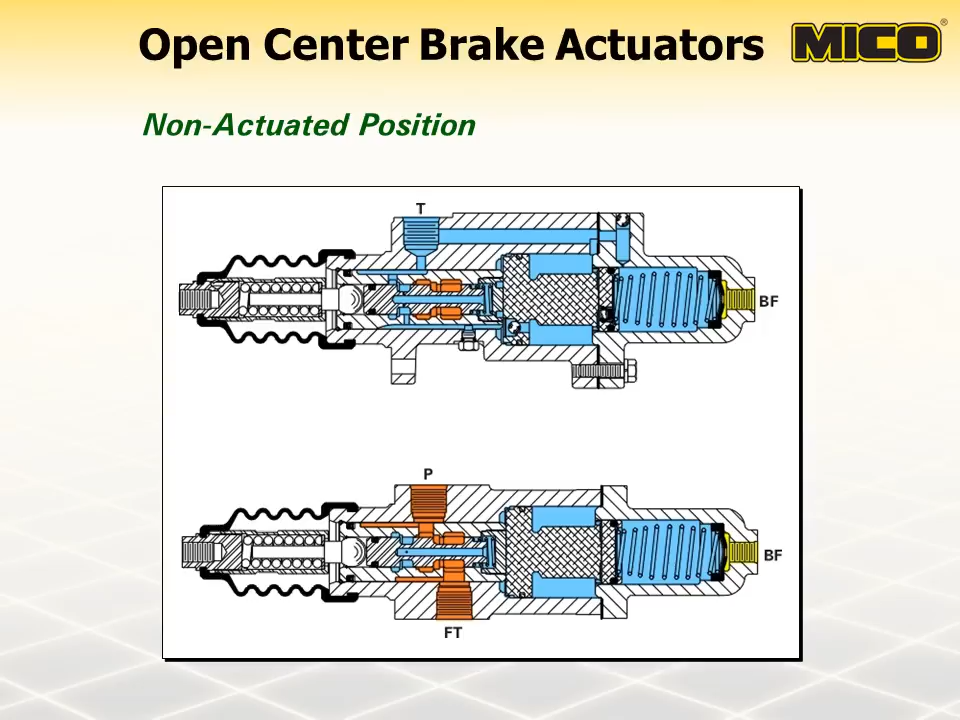 Open Center Brake Actuators
MICO®
Non-Actuated Position
T
BF
P
BF
FT